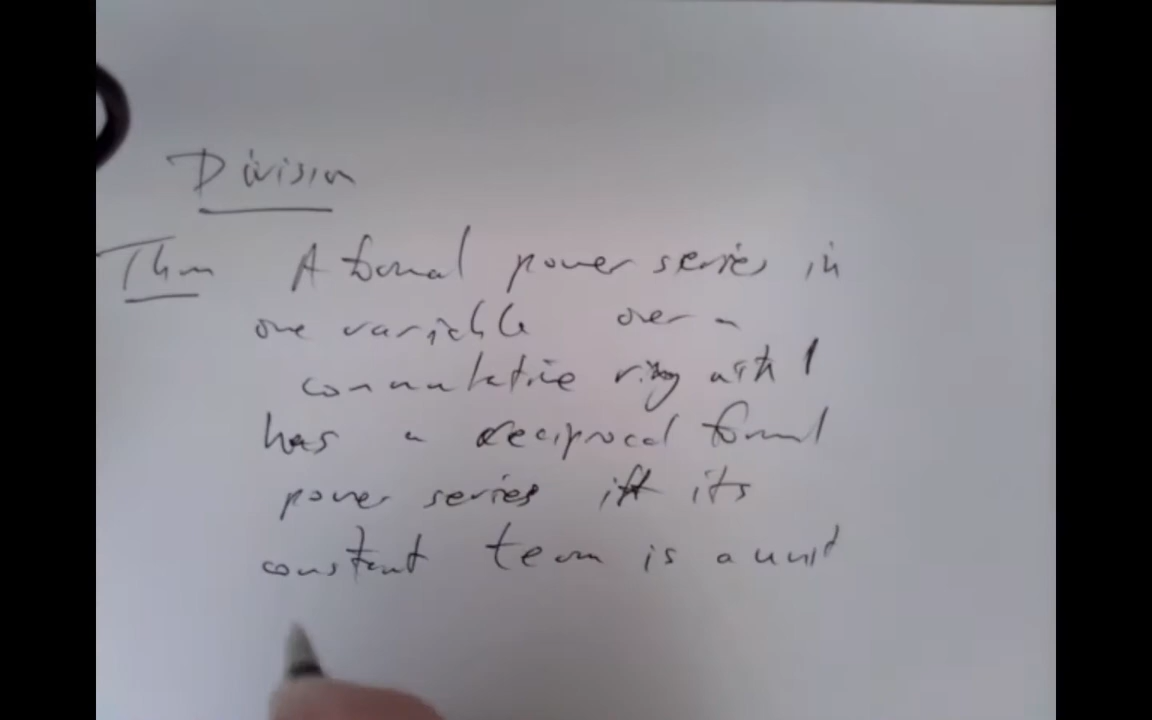 Division
Thm A formal power series in
one variable over a
commutative ring with 1
has a reciprocal formal
power series iff its
constant term is a unit